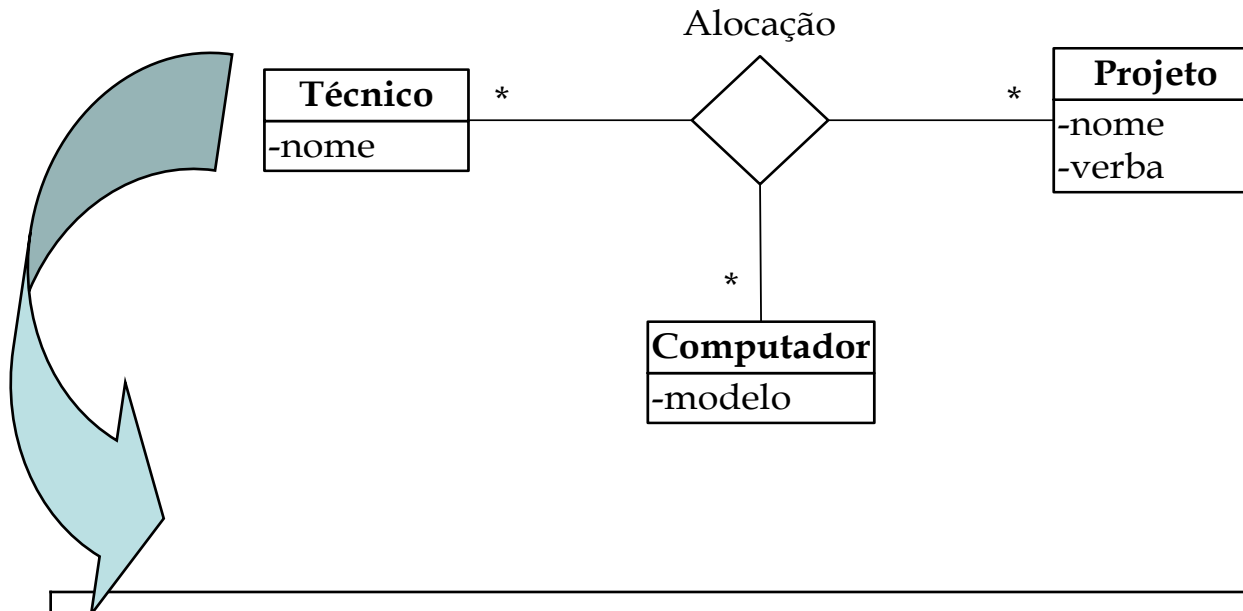 Alocação
Técnico
-nome
*
*
Projeto
-nome
-verba
*
Computador
-modelo